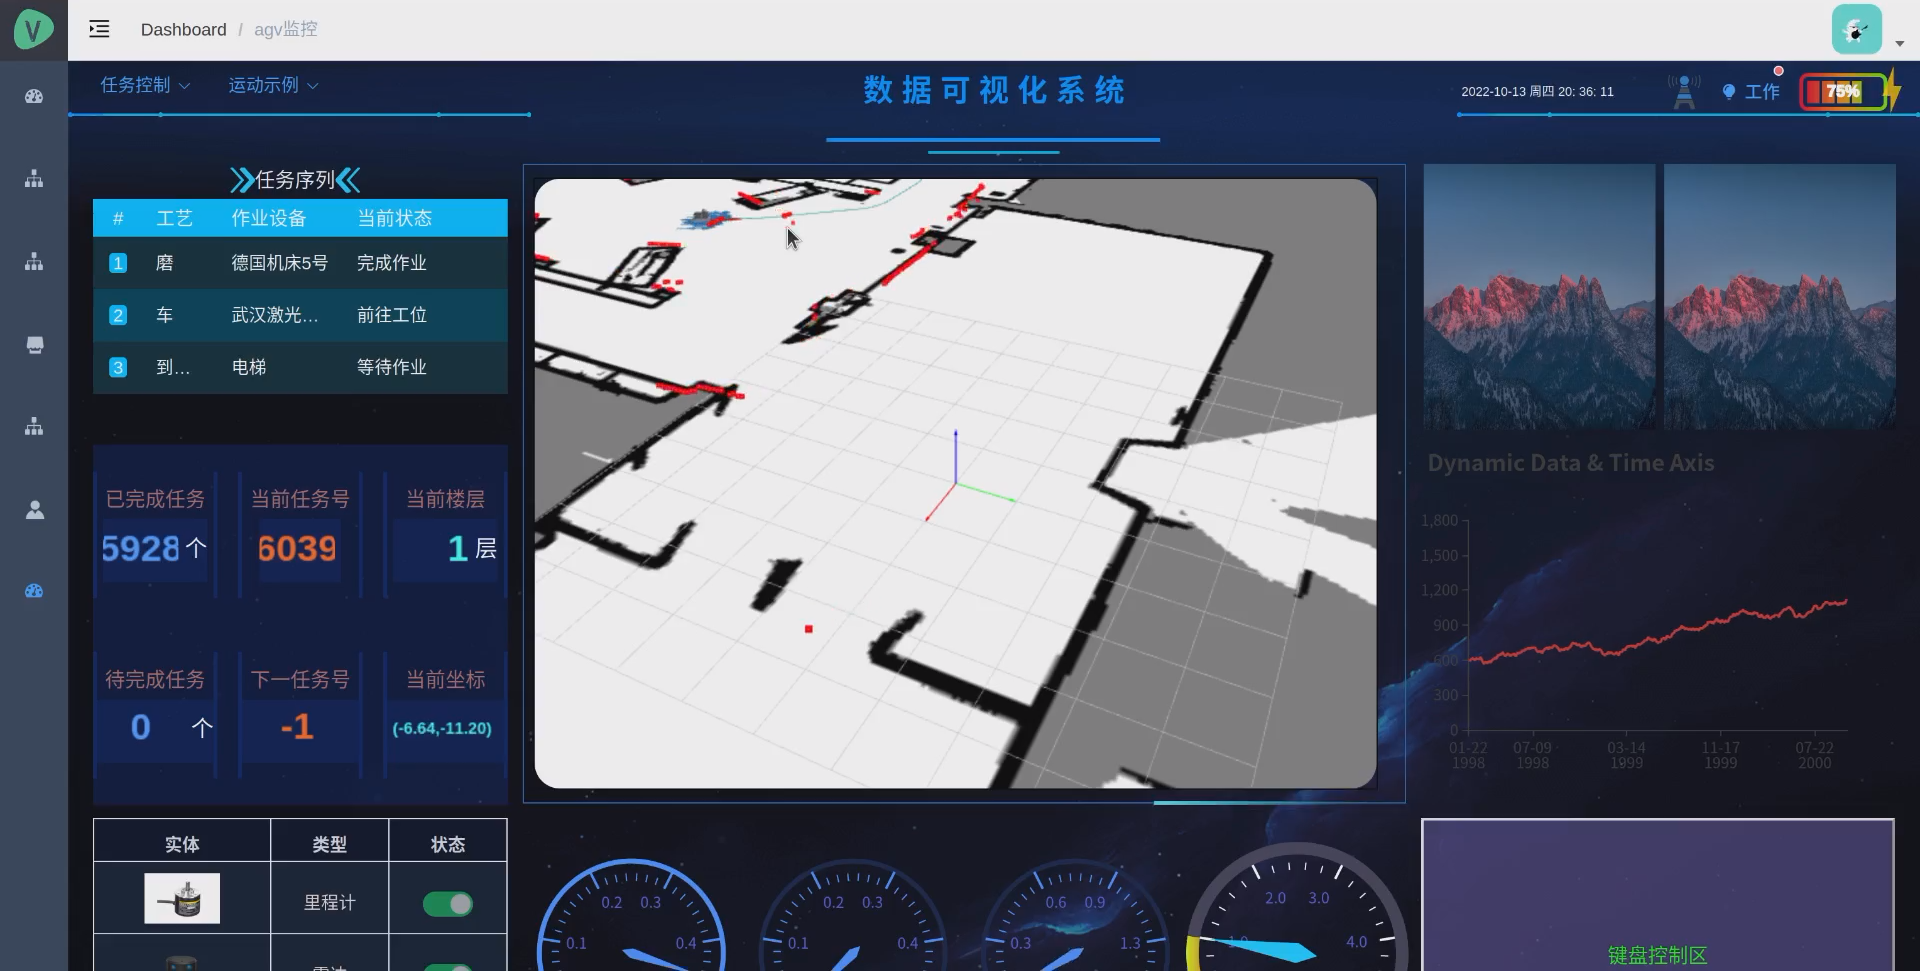 V
Dashboard / agv监控
任务控制 运动示例
数据可视化系统
2022-10-13 周四 20: 36: 11
工作
75%
任务序列
# 工艺 作业设备 当前状态
1 磨 德国机床5号 完成作业
2 车 武汉激光... 前往工位
3 到... 电梯 等待作业
已完成任务 当前任务号 当前楼层
5928 个 6039 1 层
待完成任务 下一任务号 当前坐标
0 个 -1 (-6.64,-11.20)
实体 类型 状态
里程计
0.1 0.2 0.3 0.4
0.1 0.2 0.3 0.4
0.3 0.6 0.9 1.3
1.0 2.0 3.0 4.0
Dynamic Data & Time Axis
1,800
1,500
1,200
900
600
300
0
01-22 07-09 03-14 11-17 07-22
1998 1998 1999 1999 2000
键盘控制区